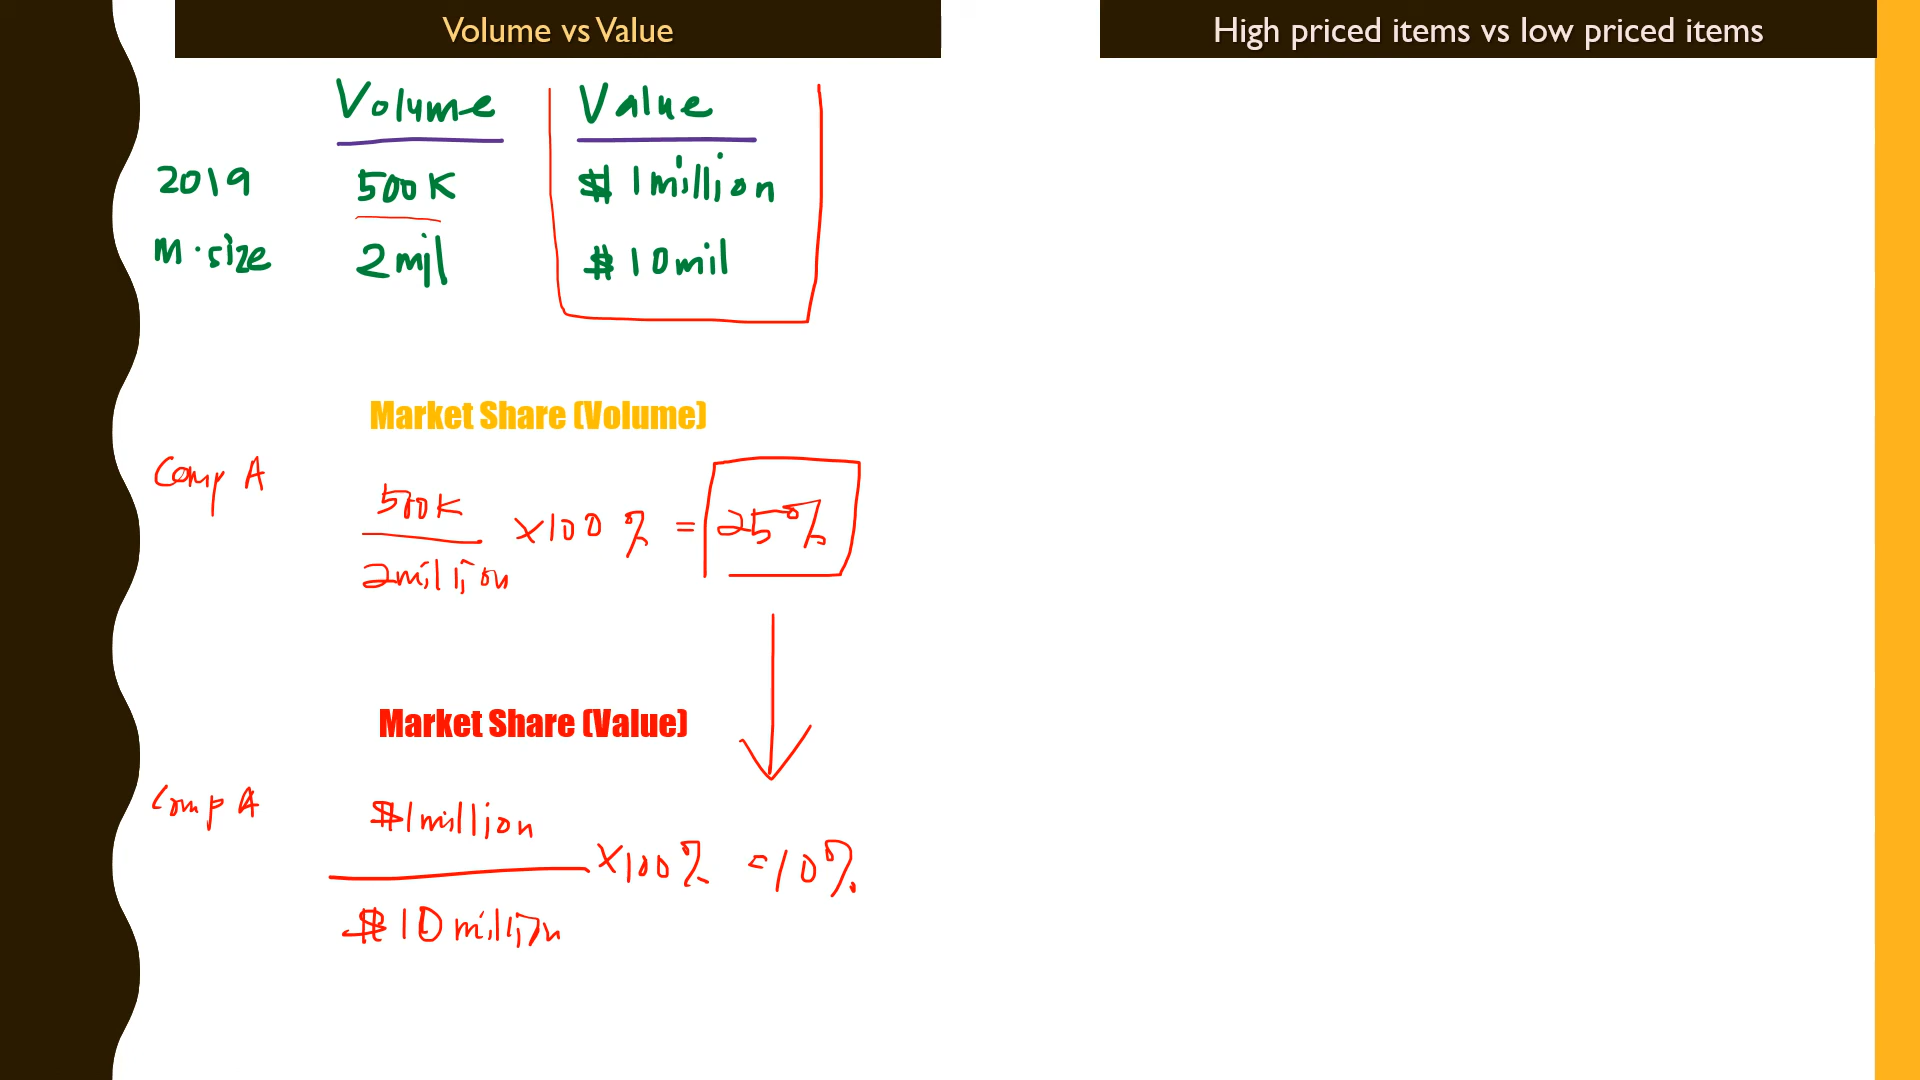 Volume vs Value
High priced items vs low priced items
Volume Value
2019 500K $ 1million
M.size 2mil $ 10mil
Market Share (Volume)
Comp A
500K
x100% = 25%
2million
Market Share (Value)
Comp A
$1million
x100% =10%
$10million